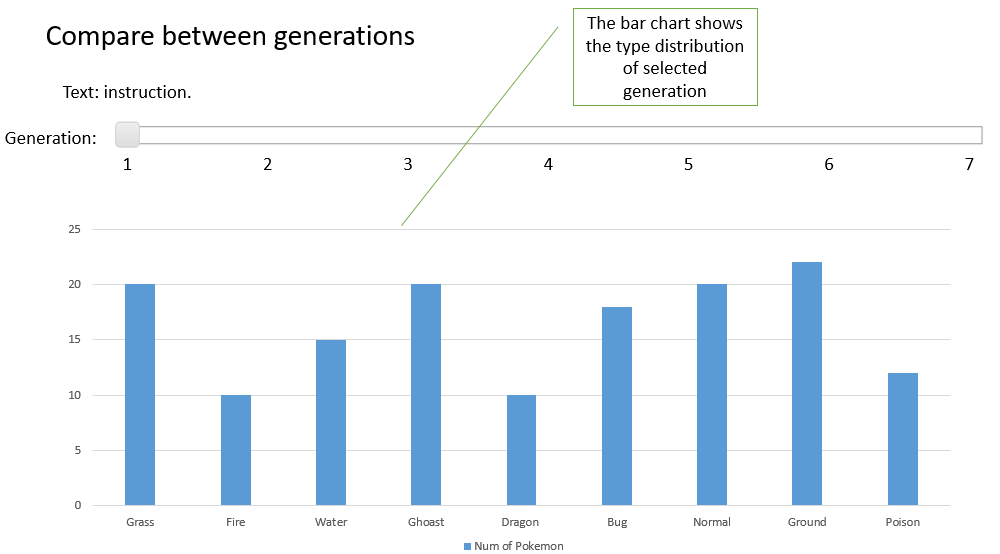 Compare between generations
The bar chart shows
the type distribution
of selected
generation
Text: instruction.
Generation:
1 2 3 4 5 6 7
25
20
15
10
5
0
Grass Fire Water Ghoast Dragon Bug Normal Ground Poison
Num of Pokemon